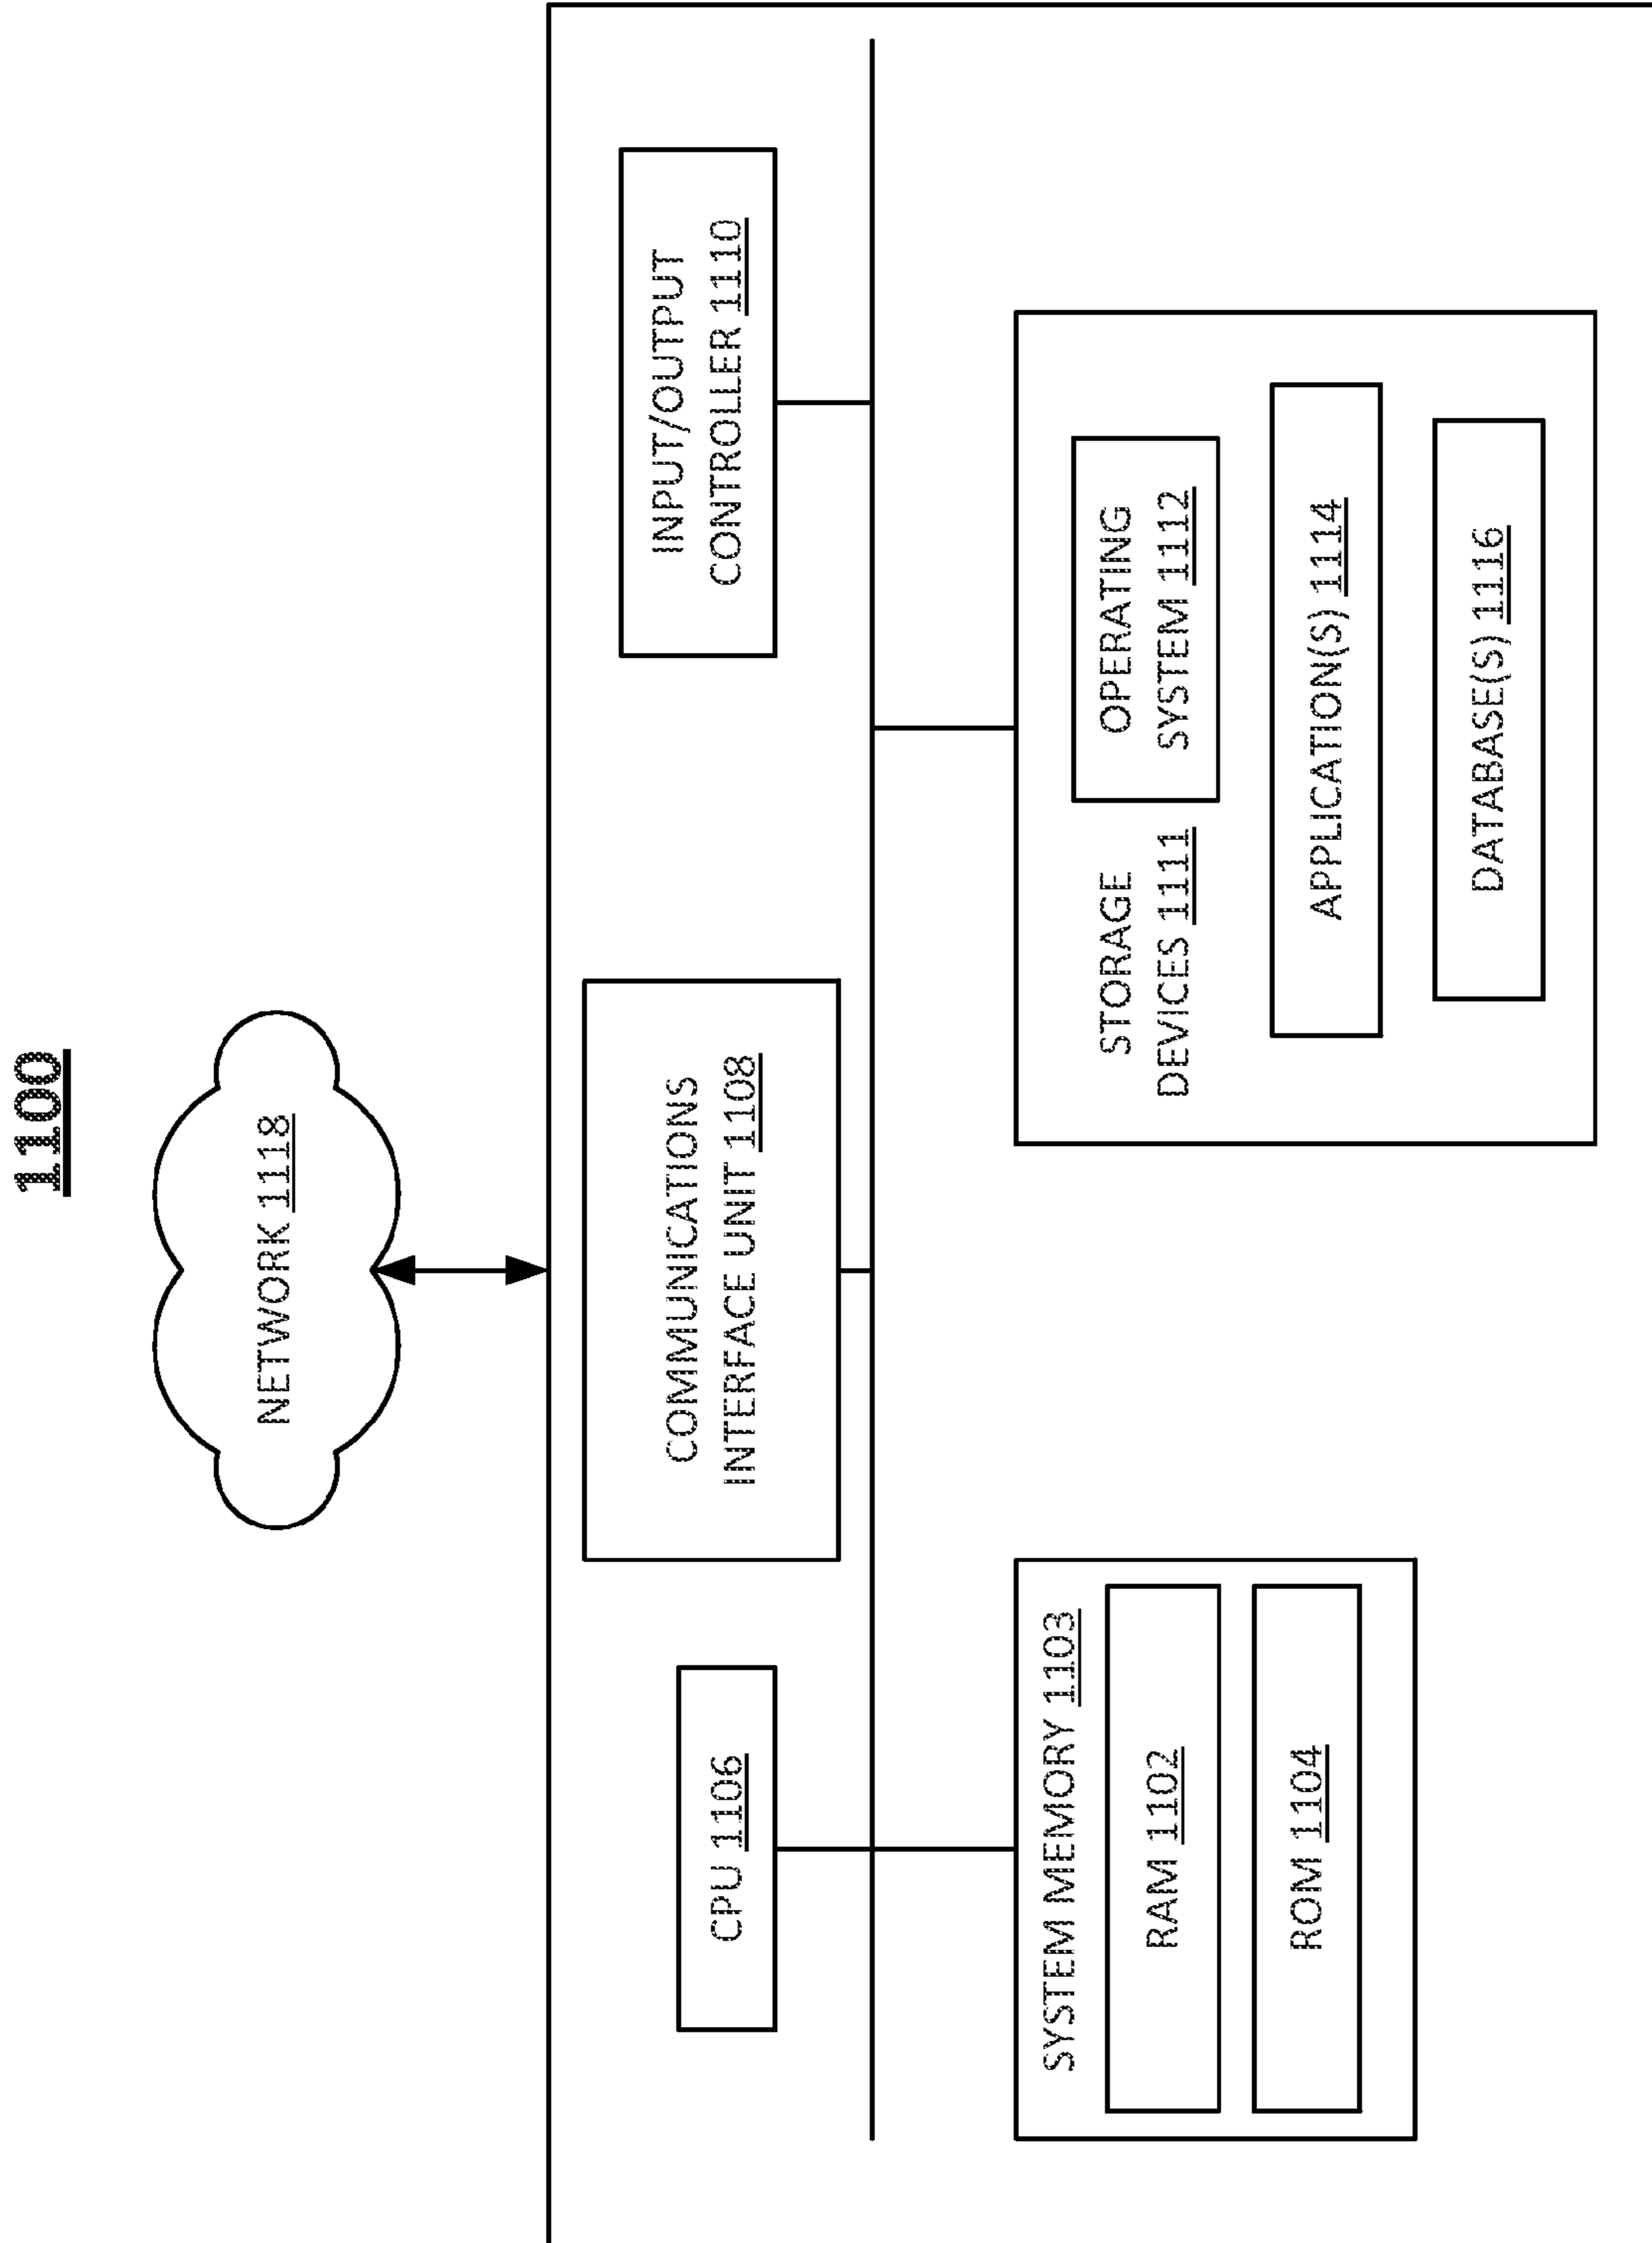 1100
NETWORK 1118
CPU 1106
COMMUNICATIONS
INTERFACE UNIT 1108
INPUT/OUTPUT
CONTROLLER 1110
SYSTEM MEMORY 1103
RAM 1102
ROM 1104
STORAGE
DEVICES 1111
OPERATING
SYSTEM 1112
APPLICATION(S) 1114
DATABASE(S) 1116